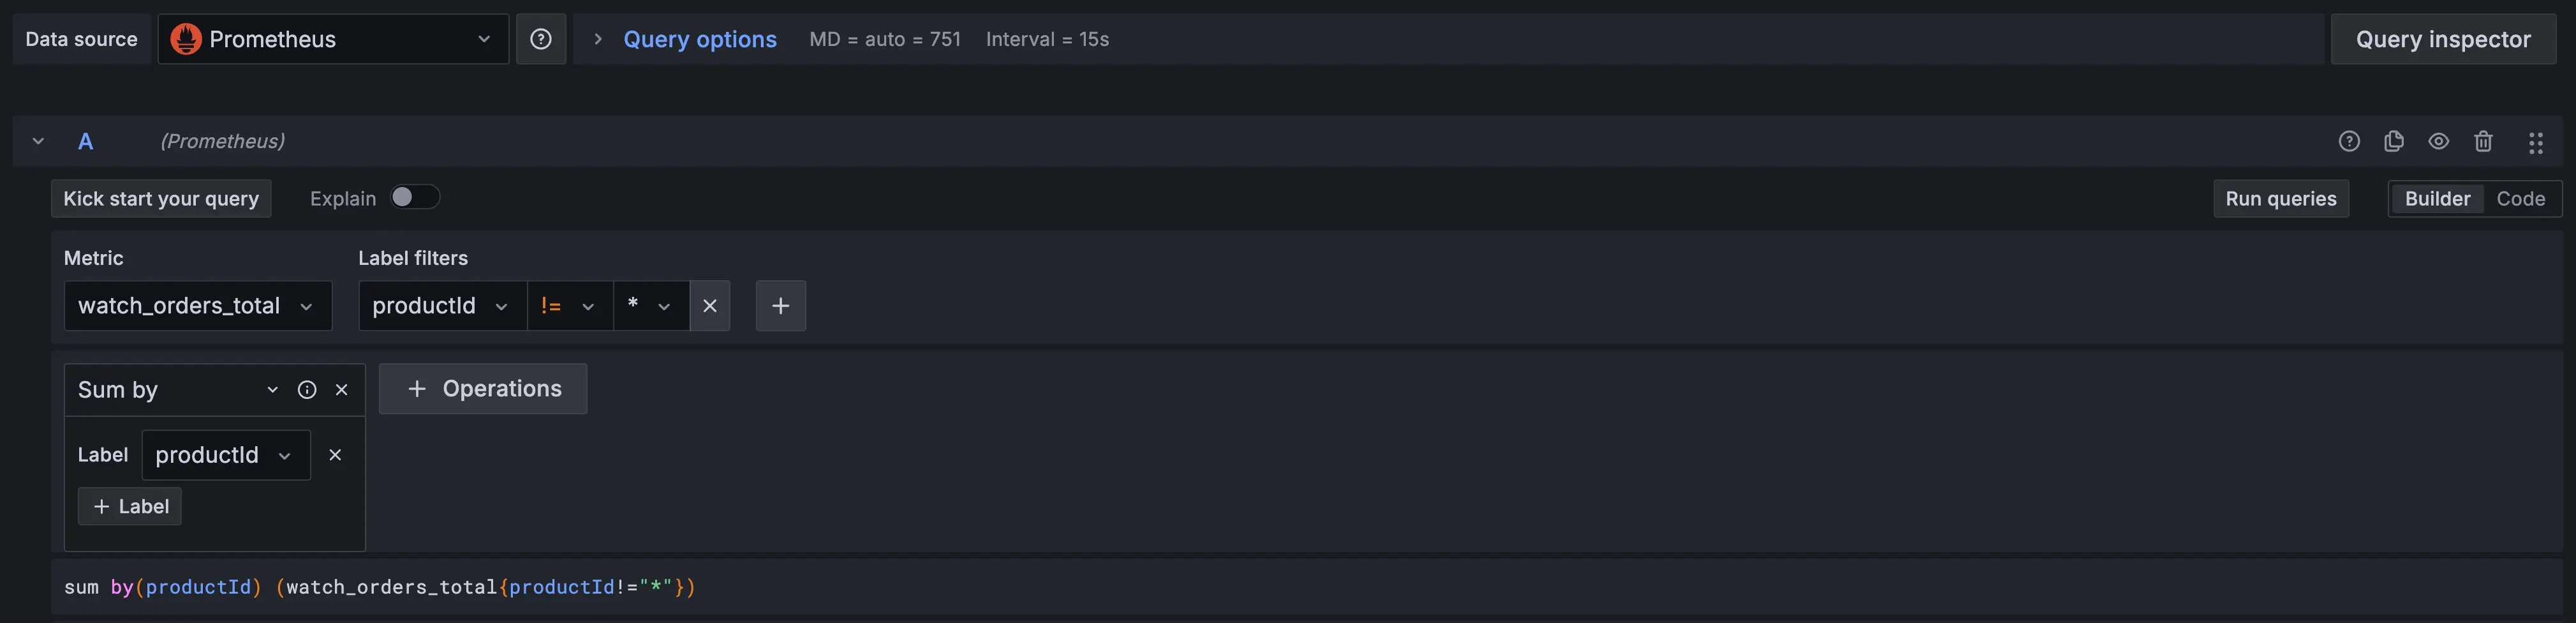 Data source Prometheus Query options MD = auto = 751 Interval = 15s Query inspector
A (Prometheus)
Kick start your query Explain Run queries Builder Code
Metric Label filters
watch_orders_total productId != * +
Sum by + Operations
Label productId
+ Label
sum by(productId) (watch_orders_total{productId!="*"})